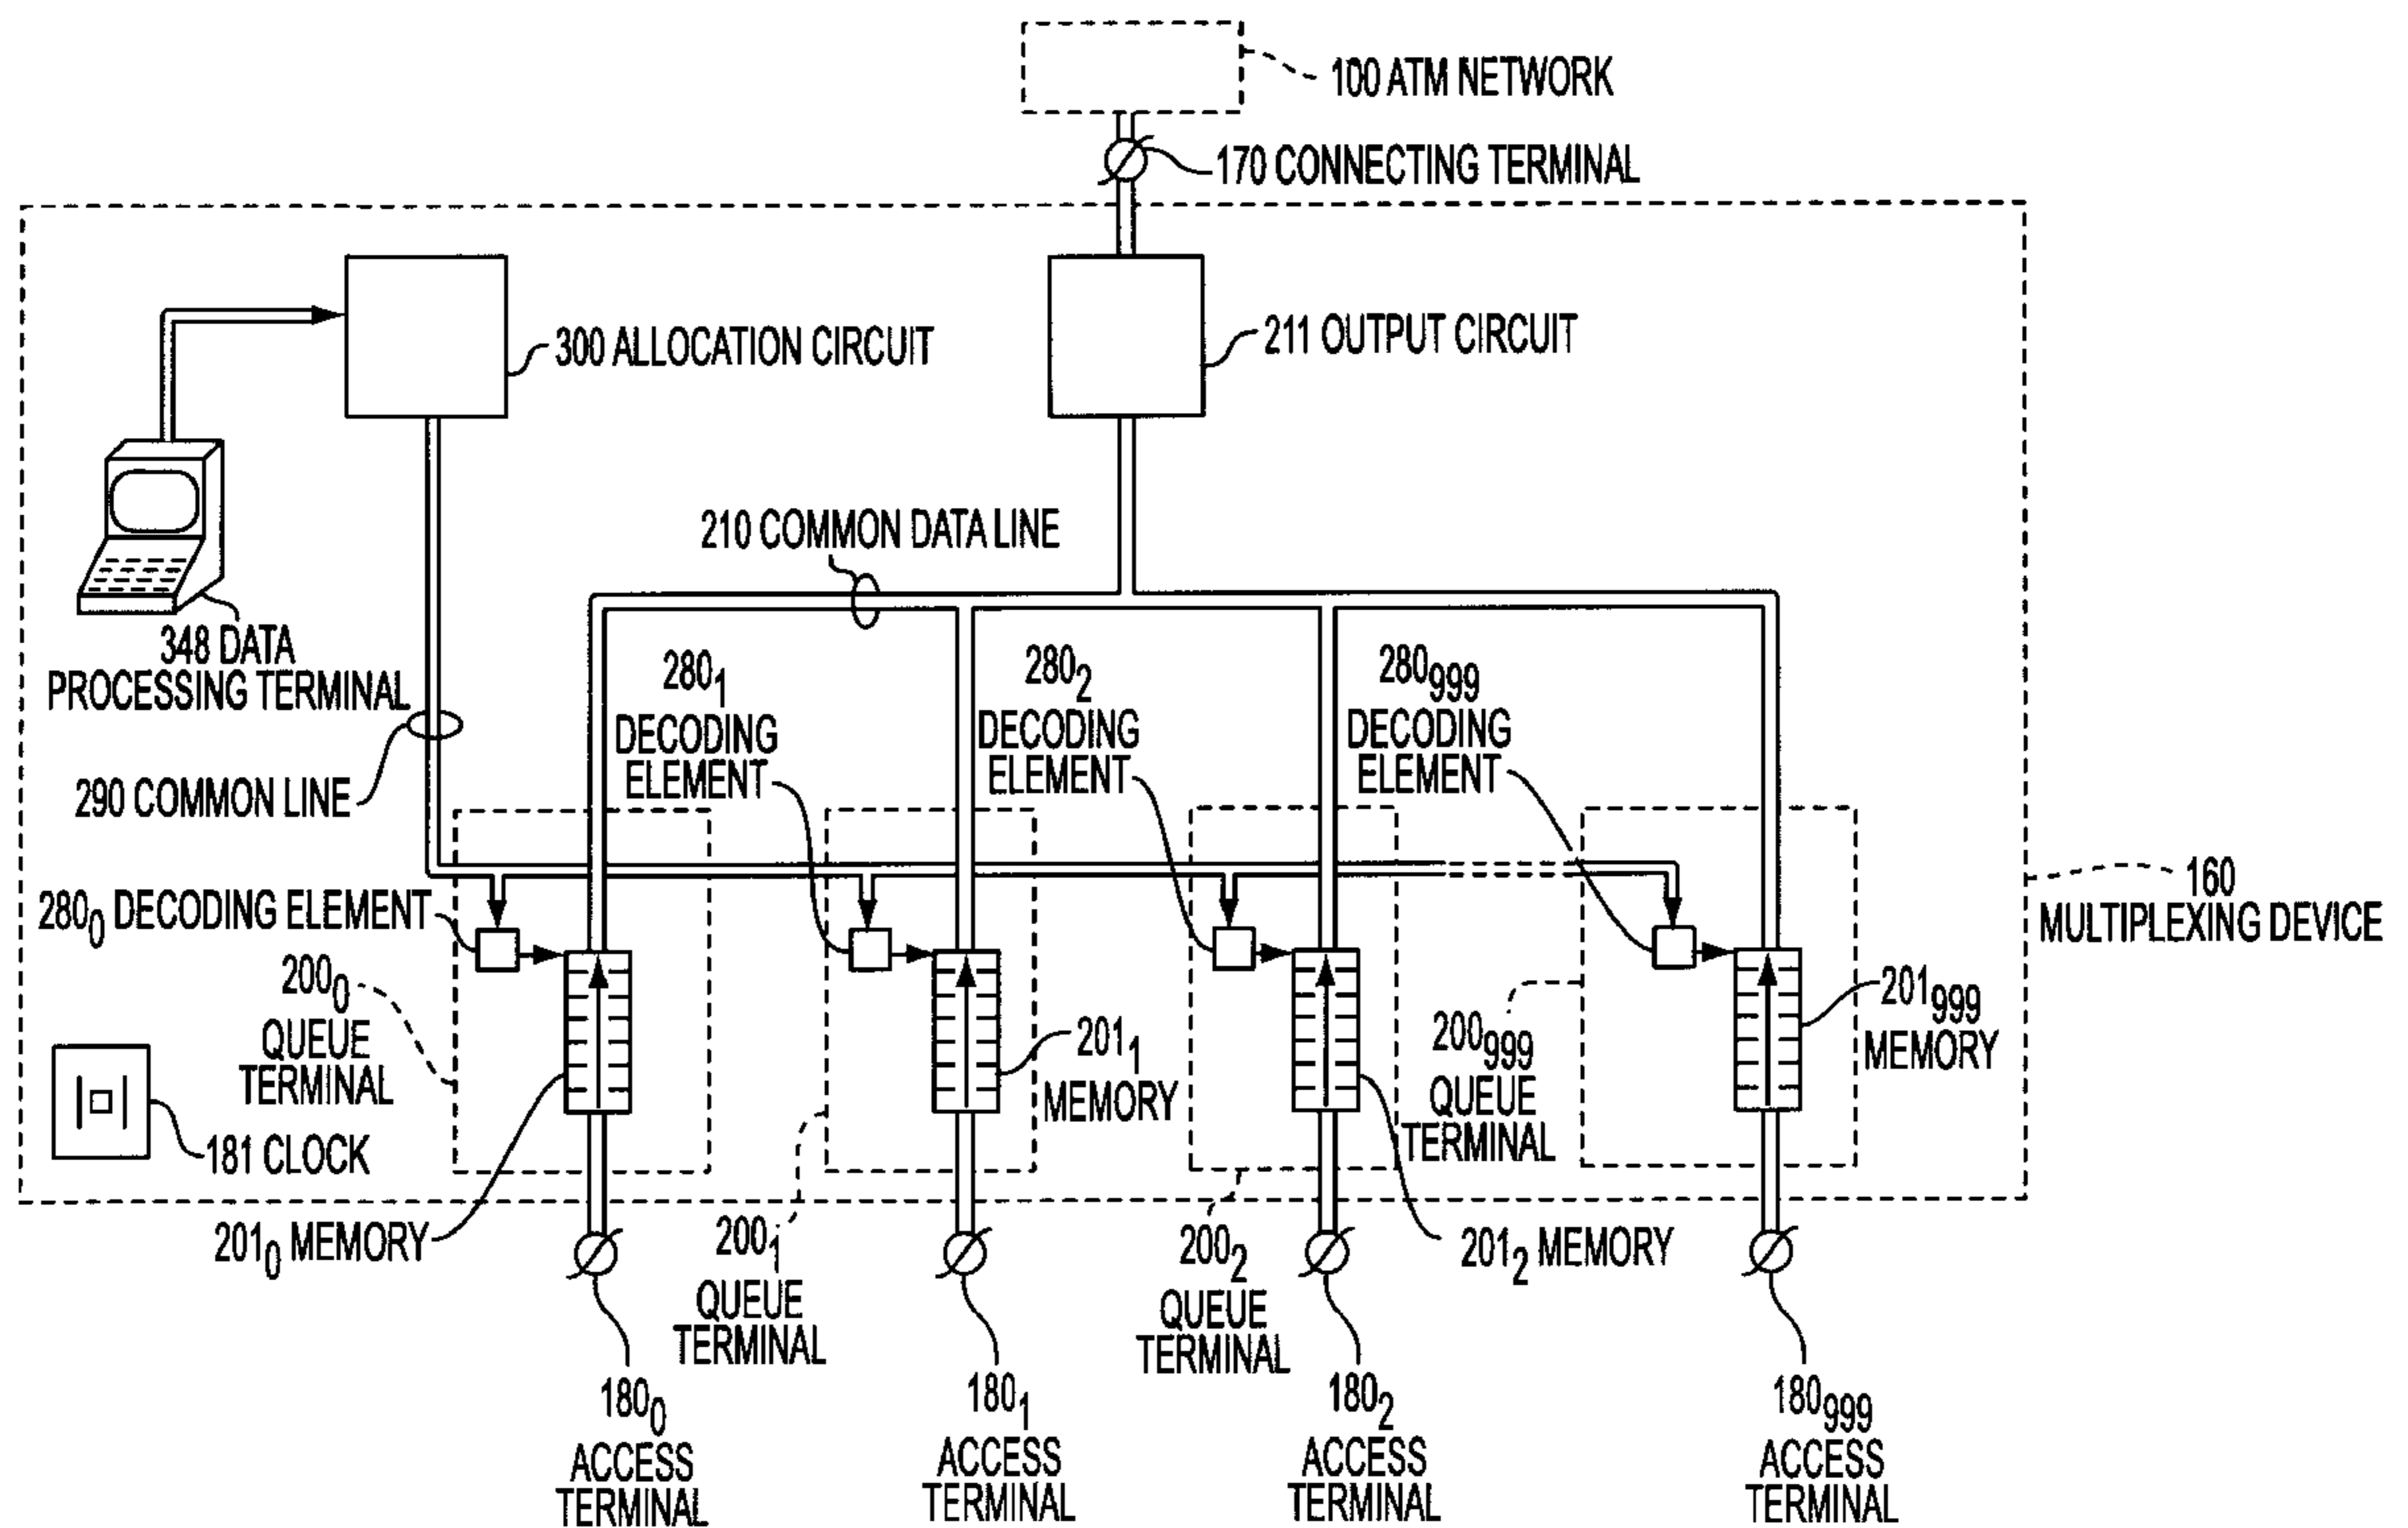 100 ATM NETWORK
170 CONNECTING TERMINAL
300 ALLOCATION CIRCUIT
211 OUTPUT CIRCUIT
210 COMMON DATA LINE
348 DATA
PROCESSING TERMINAL
290 COMMON LINE
280₁
DECODING
ELEMENT
280₂
DECODING
ELEMENT
280₉₉₉
DECODING
ELEMENT
160
MULTIPLEXING DEVICE
280₀ DECODING ELEMENT
200₀
QUEUE
TERMINAL
201₁
MEMORY
200₉₉₉
QUEUE
TERMINAL
201₉₉₉
MEMORY
181 CLOCK
201₀ MEMORY
200₁
QUEUE
TERMINAL
200₂
QUEUE
TERMINAL
201₂ MEMORY
180₀
ACCESS
TERMINAL
180₁
ACCESS
TERMINAL
180₂
ACCESS
TERMINAL
180₉₉₉
ACCESS
TERMINAL